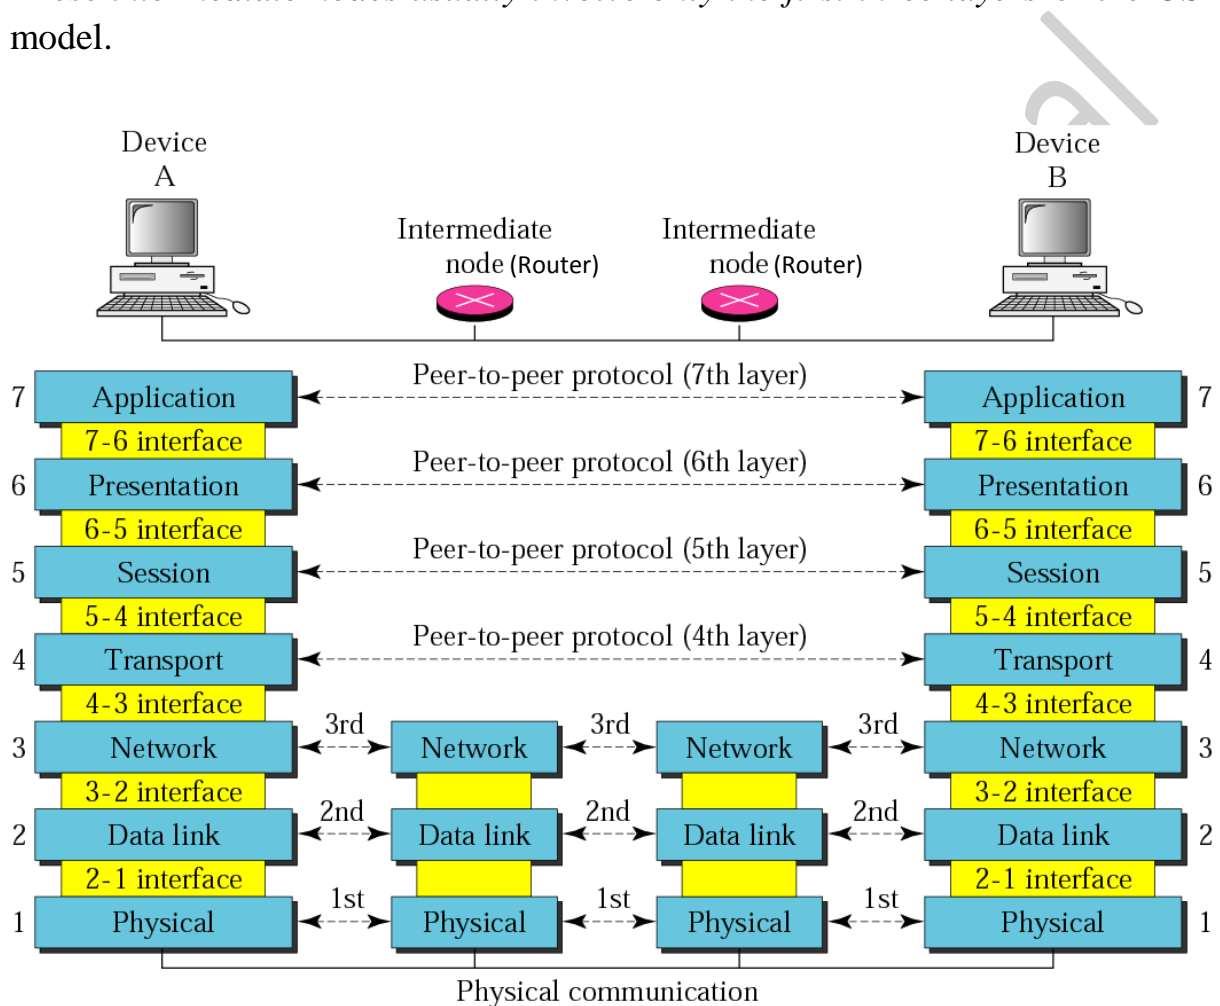 model.
Device
A
Device
B
Intermediate
node (Router)
Intermediate
node (Router)
7 Application Peer-to-peer protocol (7th layer) Application 7
7-6 interface 7-6 interface
6 Presentation Peer-to-peer protocol (6th layer) Presentation 6
6-5 interface 6-5 interface
5 Session Peer-to-peer protocol (5th layer) Session 5
5-4 interface 5-4 interface
4 Transport Peer-to-peer protocol (4th layer) Transport 4
4-3 interface 4-3 interface
3 Network 3rd Network 3rd Network 3rd Network 3
3-2 interface 3-2 interface
2 Data link 2nd Data link 2nd Data link 2nd Data link 2
2-1 interface 2-1 interface
1 Physical 1st Physical 1st Physical 1st Physical 1
Physical communication